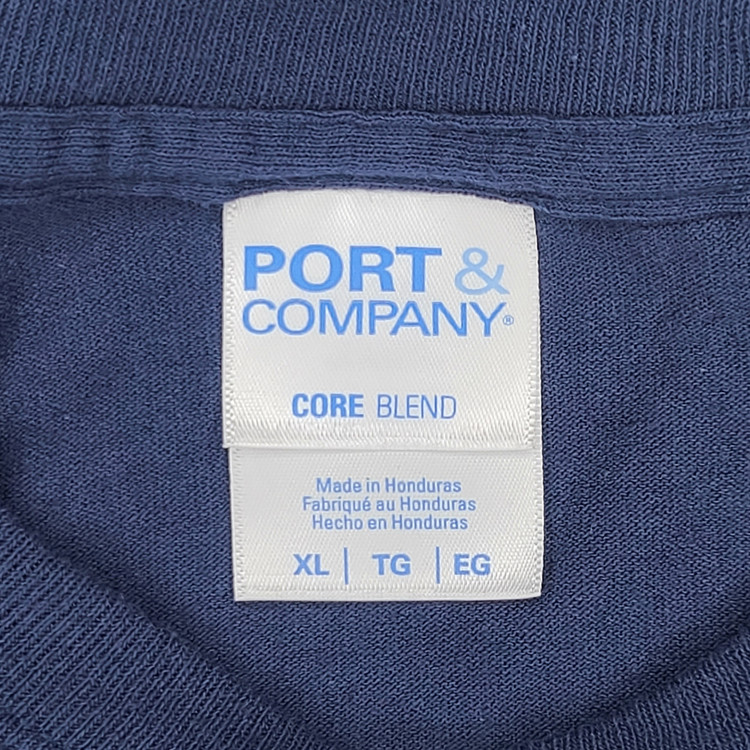 PORT &
COMPANY®
CORE BLEND
Made in Honduras
Fabriqué au Honduras
Hecho en Honduras
XL | TG | EG